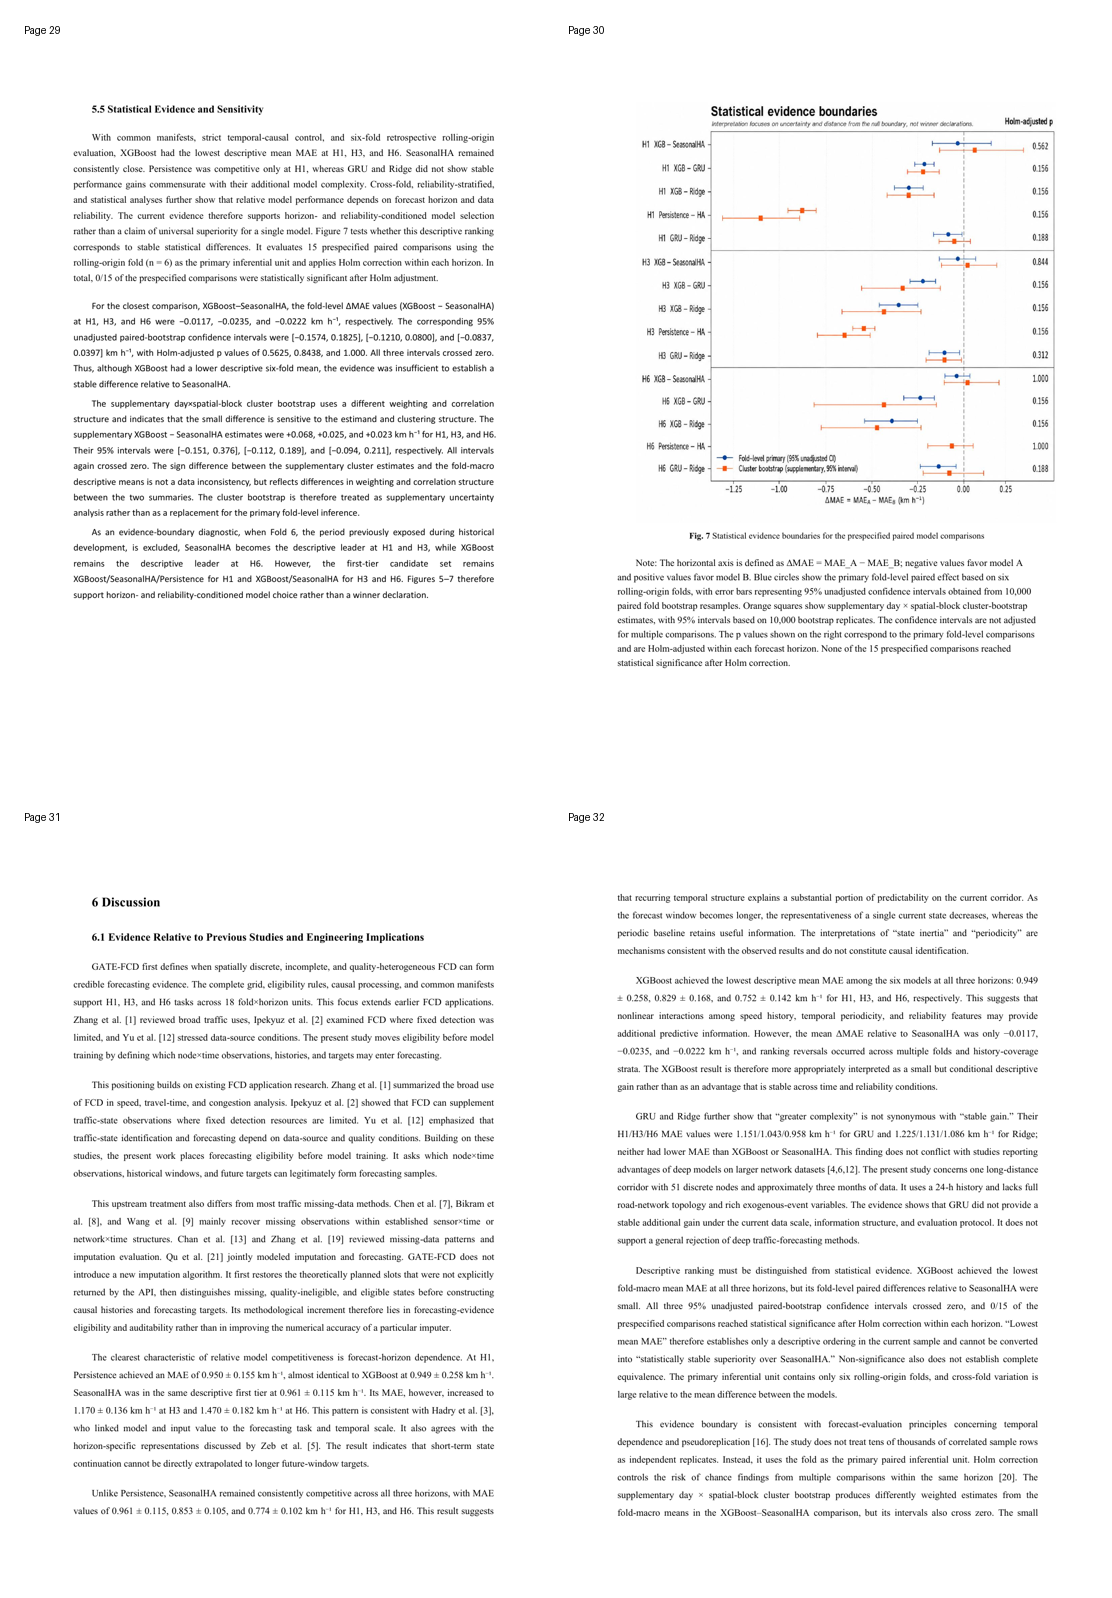 Page 29
5.5 Statistical Evidence and Sensitivity
With common manifests, strict temporal-causal control, and six-fold retrospective rolling-origin
evaluation, XGBoost had the lowest descriptive mean MAE at H1, H3, and H6. SeasonalHA remained
consistently close. Persistence was competitive only at H1, whereas GRU and Ridge did not show stable
performance gains commensurate with their additional model complexity. Cross-fold, reliability-stratified,
and statistical analyses further show that relative model performance depends on forecast horizon and data
reliability. The current evidence therefore supports horizon- and reliability-conditioned model selection
rather than a claim of universal superiority for a single model. Figure 7 tests whether this descriptive ranking
corresponds to stable statistical differences. It evaluates 15 prespecified paired comparisons using the
rolling-origin fold (n = 6) as the primary inferential unit and applies Holm correction within each horizon. In
total, 0/15 of the prespecified comparisons were statistically significant after Holm adjustment.
For the closest comparison, XGBoost–SeasonalHA, the fold-level ΔMAE values (XGBoost − SeasonalHA)
at H1, H3, and H6 were −0.0117, −0.0235, and −0.0222 km h⁻¹, respectively. The corresponding 95%
unadjusted paired-bootstrap confidence intervals were [−0.1574, 0.1825], [−0.1210, 0.0800], and [−0.0837,
0.0397] km h⁻¹, with Holm-adjusted p values of 0.5625, 0.8438, and 1.000. All three intervals crossed zero.
Thus, although XGBoost had a lower descriptive six-fold mean, the evidence was insufficient to establish a
stable difference relative to SeasonalHA.
The supplementary day×spatial-block cluster bootstrap uses a different weighting and correlation
structure and indicates that the small difference is sensitive to the estimand and clustering structure. The
supplementary XGBoost − SeasonalHA estimates were +0.068, +0.025, and +0.023 km h⁻¹ for H1, H3, and H6.
Their 95% intervals were [−0.151, 0.376], [−0.112, 0.189], and [−0.094, 0.211], respectively. All intervals
again crossed zero. The sign difference between the supplementary cluster estimates and the fold-macro
descriptive means is not a data inconsistency, but reflects differences in weighting and correlation structure
between the two summaries. The cluster bootstrap is therefore treated as supplementary uncertainty
analysis rather than as a replacement for the primary fold-level inference.
As an evidence-boundary diagnostic, when Fold 6, the period previously exposed during historical
development, is excluded, SeasonalHA becomes the descriptive leader at H1 and H3, while XGBoost
remains the descriptive leader at H6. However, the first-tier candidate set remains
XGBoost/SeasonalHA/Persistence for H1 and XGBoost/SeasonalHA for H3 and H6. Figures 5–7 therefore
support horizon- and reliability-conditioned model choice rather than a winner declaration.
Page 30
Statistical evidence boundaries
Interpretation focuses on uncertainty and distance from the null boundary, not winner declarations.
Holm-adjusted p
H1 XGB − SeasonalHA 0.562
H1 XGB − GRU 0.156
H1 XGB − Ridge 0.156
H1 Persistence − HA 0.156
H1 GRU − Ridge 0.188
H3 XGB − SeasonalHA 0.844
H3 XGB − GRU 0.156
H3 XGB − Ridge 0.156
H3 Persistence − HA 0.156
H3 GRU − Ridge 0.312
H6 XGB − SeasonalHA 1.000
H6 XGB − GRU 0.156
H6 XGB − Ridge 0.156
H6 Persistence − HA 1.000
H6 GRU − Ridge 0.188
Fold-level primary (95% unadjusted CI)
Cluster bootstrap (supplementary, 95% interval)
−1.25 −1.00 −0.75 −0.50 −0.25 0.00 0.25
ΔMAE = MAE_A − MAE_B (km h⁻¹)
Fig. 7 Statistical evidence boundaries for the prespecified paired model comparisons
Note: The horizontal axis is defined as ΔMAE = MAE_A − MAE_B; negative values favor model A
and positive values favor model B. Blue circles show the primary fold-level paired effect based on six
rolling-origin folds, with error bars representing 95% unadjusted confidence intervals obtained from 10,000
paired fold bootstrap resamples. Orange squares show supplementary day × spatial-block cluster-bootstrap
estimates, with 95% intervals based on 10,000 bootstrap replicates. The confidence intervals are not adjusted
for multiple comparisons. The p values shown on the right correspond to the primary fold-level comparisons
and are Holm-adjusted within each forecast horizon. None of the 15 prespecified comparisons reached
statistical significance after Holm correction.
Page 31
6 Discussion
6.1 Evidence Relative to Previous Studies and Engineering Implications
GATE-FCD first defines when spatially discrete, incomplete, and quality-heterogeneous FCD can form
credible forecasting evidence. The complete grid, eligibility rules, causal processing, and common manifests
support H1, H3, and H6 tasks across 18 fold×horizon units. This focus extends earlier FCD applications.
Zhang et al. [1] reviewed broad traffic uses, Ipekyuz et al. [2] examined FCD where fixed detection was
limited, and Yu et al. [12] stressed data-source conditions. The present study moves eligibility before model
training by defining which node×time observations, histories, and targets may enter forecasting.
This positioning builds on existing FCD application research. Zhang et al. [1] summarized the broad use
of FCD in speed, travel-time, and congestion analysis. Ipekyuz et al. [2] showed that FCD can supplement
traffic-state observations where fixed detection resources are limited. Yu et al. [12] emphasized that
traffic-state identification and forecasting depend on data-source and quality conditions. Building on these
studies, the present work places forecasting eligibility before model training. It asks which node×time
observations, historical windows, and future targets can legitimately form forecasting samples.
This upstream treatment also differs from most traffic missing-data methods. Chen et al. [7], Bikram et
al. [8], and Wang et al. [9] mainly recover missing observations within established sensor×time or
network×time structures. Chan et al. [13] and Zhang et al. [19] reviewed missing-data patterns and
imputation evaluation. Qu et al. [21] jointly modeled imputation and forecasting. GATE-FCD does not
introduce a new imputation algorithm. It first restores the theoretically planned slots that were not explicitly
returned by the API, then distinguishes missing, quality-ineligible, and eligible states before constructing
causal histories and forecasting targets. Its methodological increment therefore lies in forecasting-evidence
eligibility and auditability rather than in improving the numerical accuracy of a particular imputer.
The clearest characteristic of relative model competitiveness is forecast-horizon dependence. At H1,
Persistence achieved an MAE of 0.950 ± 0.155 km h⁻¹, almost identical to XGBoost at 0.949 ± 0.258 km h⁻¹.
SeasonalHA was in the same descriptive first tier at 0.961 ± 0.115 km h⁻¹. Its MAE, however, increased to
1.170 ± 0.136 km h⁻¹ at H3 and 1.470 ± 0.182 km h⁻¹ at H6. This pattern is consistent with Hadry et al. [3],
who linked model and input value to the forecasting task and temporal scale. It also agrees with the
horizon-specific representations discussed by Zeb et al. [5]. The result indicates that short-term state
continuation cannot be directly extrapolated to longer future-window targets.
Unlike Persistence, SeasonalHA remained consistently competitive across all three horizons, with MAE
values of 0.961 ± 0.115, 0.853 ± 0.105, and 0.774 ± 0.102 km h⁻¹ for H1, H3, and H6. This result suggests
Page 32
that recurring temporal structure explains a substantial portion of predictability on the current corridor. As
the forecast window becomes longer, the representativeness of a single current state decreases, whereas the
periodic baseline retains useful information. The interpretations of “state inertia” and “periodicity” are
mechanisms consistent with the observed results and do not constitute causal identification.
XGBoost achieved the lowest descriptive mean MAE among the six models at all three horizons: 0.949
± 0.258, 0.829 ± 0.168, and 0.752 ± 0.142 km h⁻¹ for H1, H3, and H6, respectively. This suggests that
nonlinear interactions among speed history, temporal periodicity, and reliability features may provide
additional predictive information. However, the mean ΔMAE relative to SeasonalHA was only −0.0117,
−0.0235, and −0.0222 km h⁻¹, and ranking reversals occurred across multiple folds and history-coverage
strata. The XGBoost result is therefore more appropriately interpreted as a small but conditional descriptive
gain rather than as an advantage that is stable across time and reliability conditions.
GRU and Ridge further show that “greater complexity” is not synonymous with “stable gain.” Their
H1/H3/H6 MAE values were 1.151/1.043/0.958 km h⁻¹ for GRU and 1.225/1.131/1.086 km h⁻¹ for Ridge;
neither had lower MAE than XGBoost or SeasonalHA. This finding does not conflict with studies reporting
advantages of deep models on larger network datasets [4,6,12]. The present study concerns one long-distance
corridor with 51 discrete nodes and approximately three months of data. It uses a 24-h history and lacks full
road-network topology and rich exogenous-event variables. The evidence shows that GRU did not provide a
stable additional gain under the current data scale, information structure, and evaluation protocol. It does not
support a general rejection of deep traffic-forecasting methods.
Descriptive ranking must be distinguished from statistical evidence. XGBoost achieved the lowest
fold-macro mean MAE at all three horizons, but its fold-level paired differences relative to SeasonalHA were
small. All three 95% unadjusted paired-bootstrap confidence intervals crossed zero, and 0/15 of the
prespecified comparisons reached statistical significance after Holm correction within each horizon. “Lowest
mean MAE” therefore establishes only a descriptive ordering in the current sample and cannot be converted
into “statistically stable superiority over SeasonalHA.” Non-significance also does not establish complete
equivalence. The primary inferential unit contains only six rolling-origin folds, and cross-fold variation is
large relative to the mean difference between the models.
This evidence boundary is consistent with forecast-evaluation principles concerning temporal
dependence and pseudoreplication [16]. The study does not treat tens of thousands of correlated sample rows
as independent replicates. Instead, it uses the fold as the primary paired inferential unit. Holm correction
controls the risk of chance findings from multiple comparisons within the same horizon [20]. The
supplementary day × spatial-block cluster bootstrap produces differently weighted estimates from the
fold-macro means in the XGBoost–SeasonalHA comparison, but its intervals also cross zero. The small